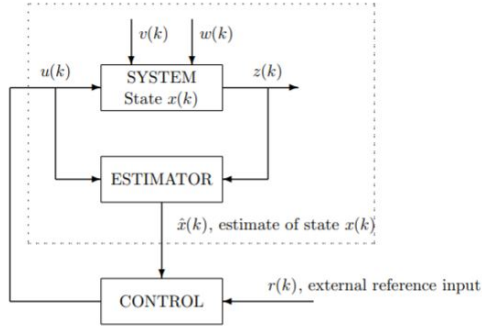 v(k) w(k)
u(k) SYSTEM z(k)
State x(k)
ESTIMATOR
x̂(k), estimate of state x(k)
r(k), external reference input
CONTROL